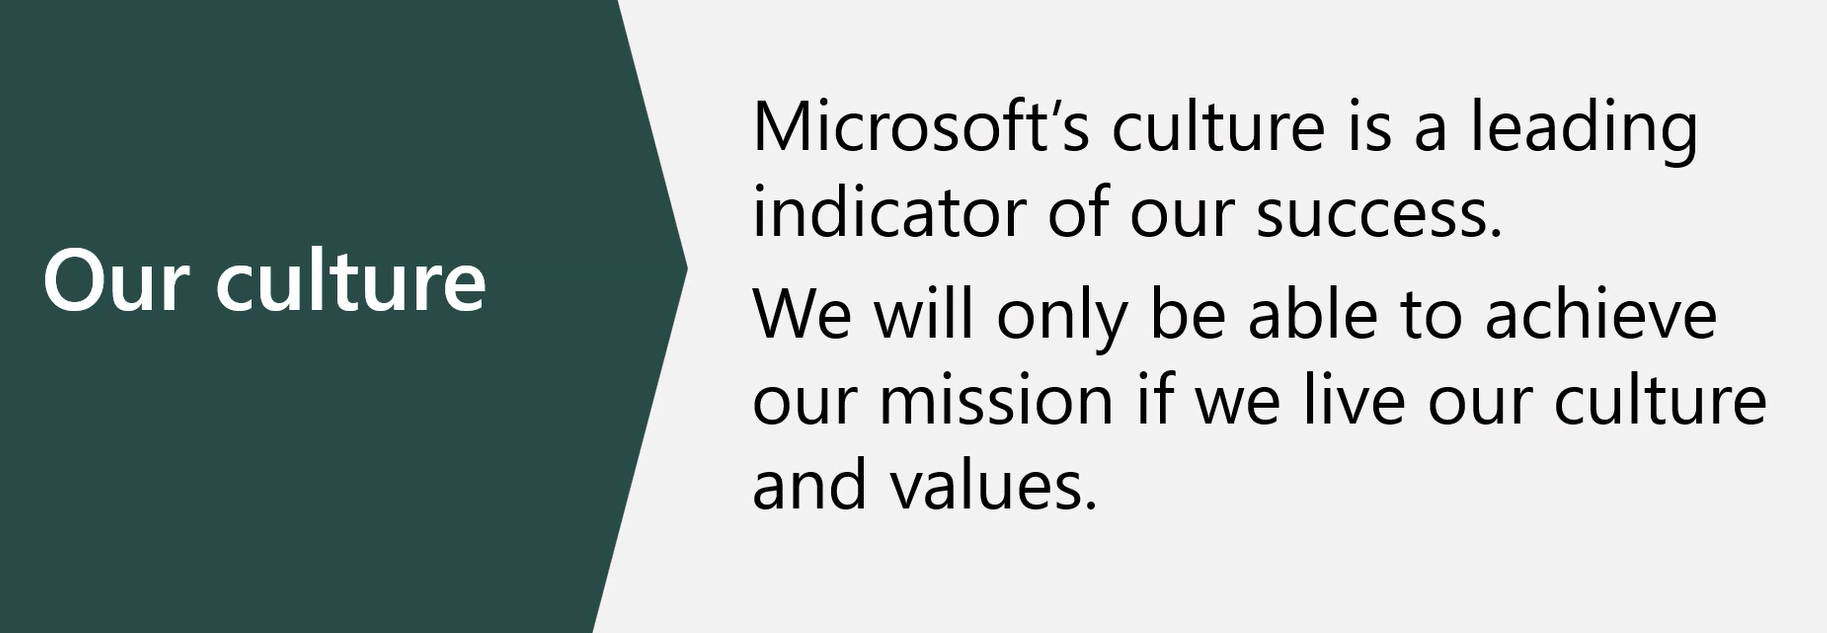 Our culture
Microsoft’s culture is a leading
indicator of our success.
We will only be able to achieve
our mission if we live our culture
and values.